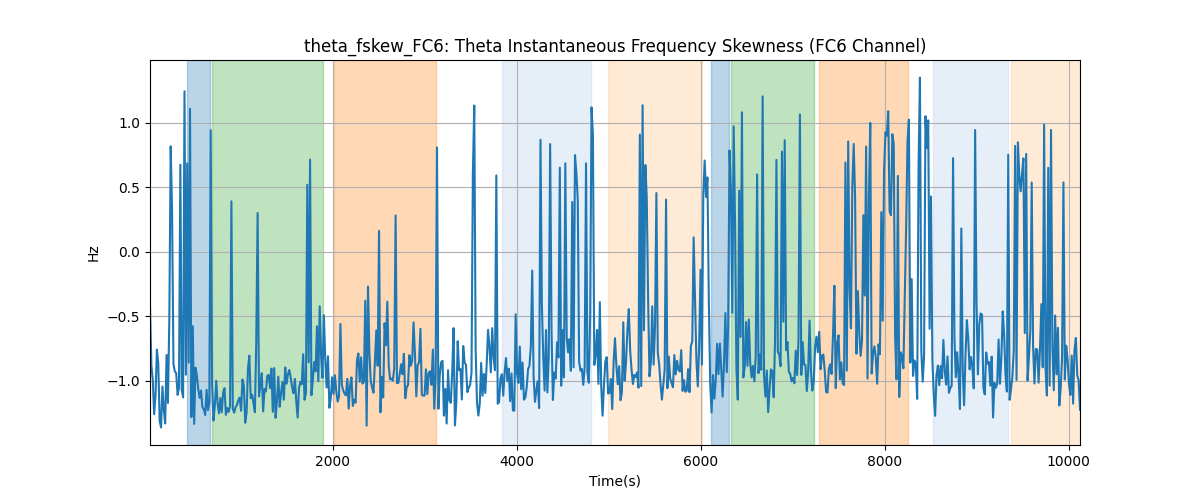 theta_fskew_FC6: Theta Instantaneous Frequency Skewness (FC6 Channel)
1.0
0.5
0.0
−0.5
−1.0
Hz
2000 4000 6000 8000 10000
Time(s)